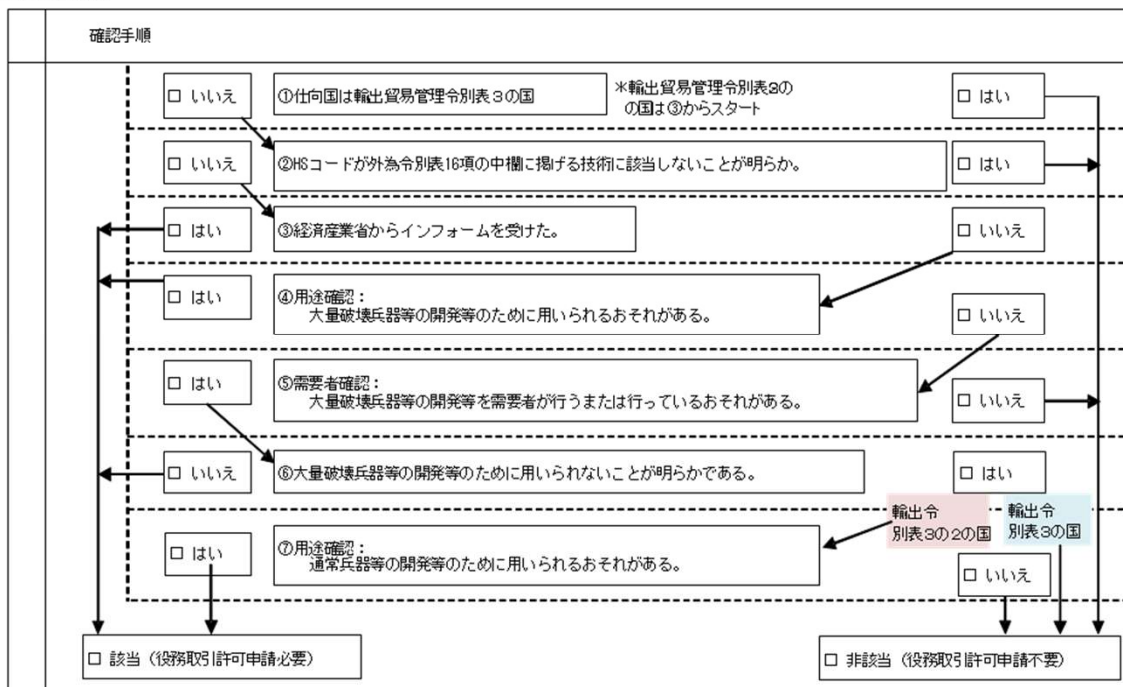 確認手順
□ いいえ
①仕向国は輸出貿易管理令別表3の国
*輸出貿易管理令別表3の
の国は③からスタート
□ はい
□ いいえ
②HSコードが外為令別表16項の中欄に掲げる技術に該当しないことが明らか。
□ はい
□ はい
③経済産業省からインフォームを受けた。
□ いいえ
□ はい
④用途確認:
大量破壊兵器等の開発等のために用いられるおそれがある。
□ いいえ
□ はい
⑤需要者確認:
大量破壊兵器等の開発等を需要者が行うまたは行っているおそれがある。
□ いいえ
□ いいえ
⑥大量破壊兵器等の開発等のために用いられないことが明らかである。
□ はい
輸出令
別表3の2の国
輸出令
別表3の国
□ はい
⑦用途確認:
通常兵器等の開発等のために用いられるおそれがある。
□ いいえ
□ 該当(役務取引許可申請必要)
□ 非該当(役務取引許可申請不要)